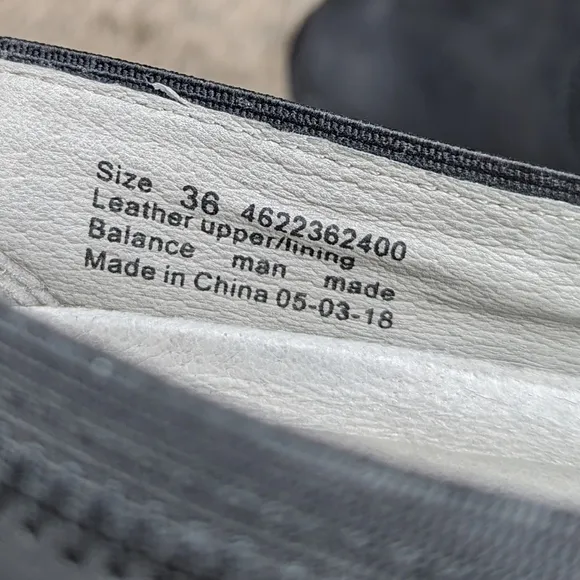 Size 36 4622362400
Leather upper/lining
Balance man made
Made in China 05-03-18